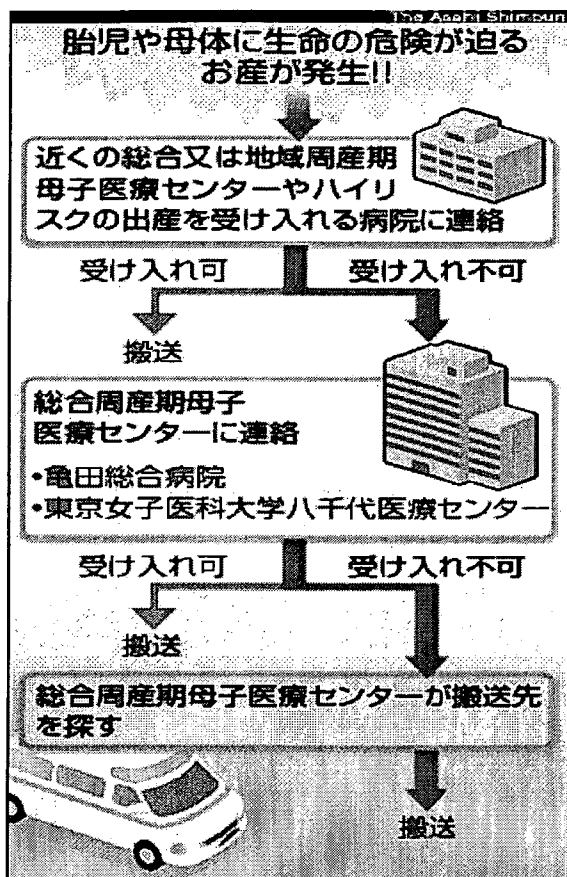 The Asahi Shimbun
胎児や母体に生命の危険が迫る
お産が発生!!
近くの総合又は地域周産期
母子医療センターやハイリ
スクの出産を受け入れる病院に連絡
受け入れ可
受け入れ不可
搬送
総合周産期母子
医療センターに連絡
•亀田総合病院
•東京女子医科大学八千代医療センター
受け入れ可
受け入れ不可
搬送
総合周産期母子医療センターが搬送先
を探す
搬送